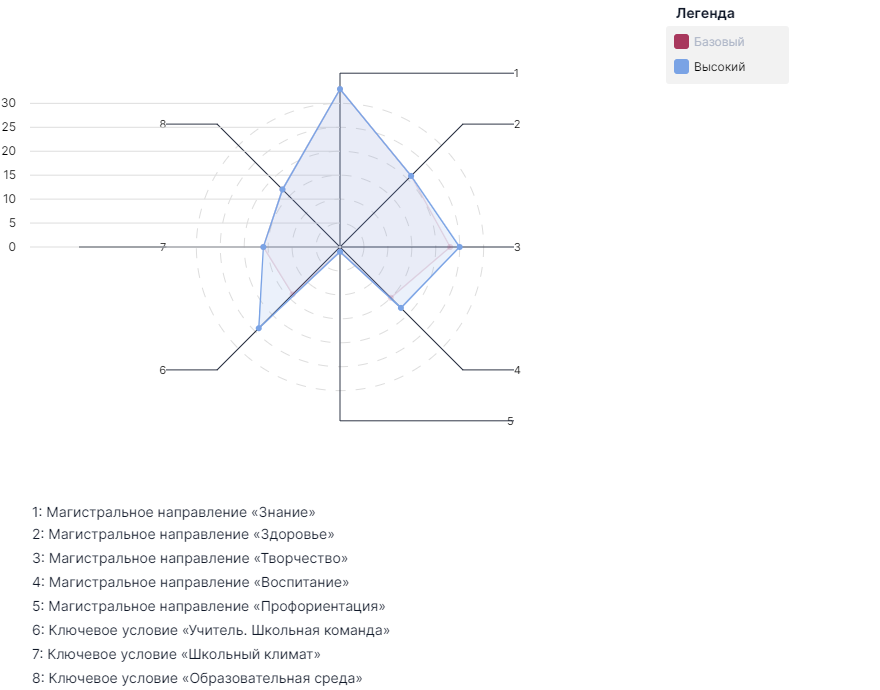 Легенда
Базовый
Высокий
1
30
8
25
2
20
15
10
5
0
7
3
6
4
5
1: Магистральное направление «Знание»
2: Магистральное направление «Здоровье»
3: Магистральное направление «Творчество»
4: Магистральное направление «Воспитание»
5: Магистральное направление «Профориентация»
6: Ключевое условие «Учитель. Школьная команда»
7: Ключевое условие «Школьный климат»
8: Ключевое условие «Образовательная среда»